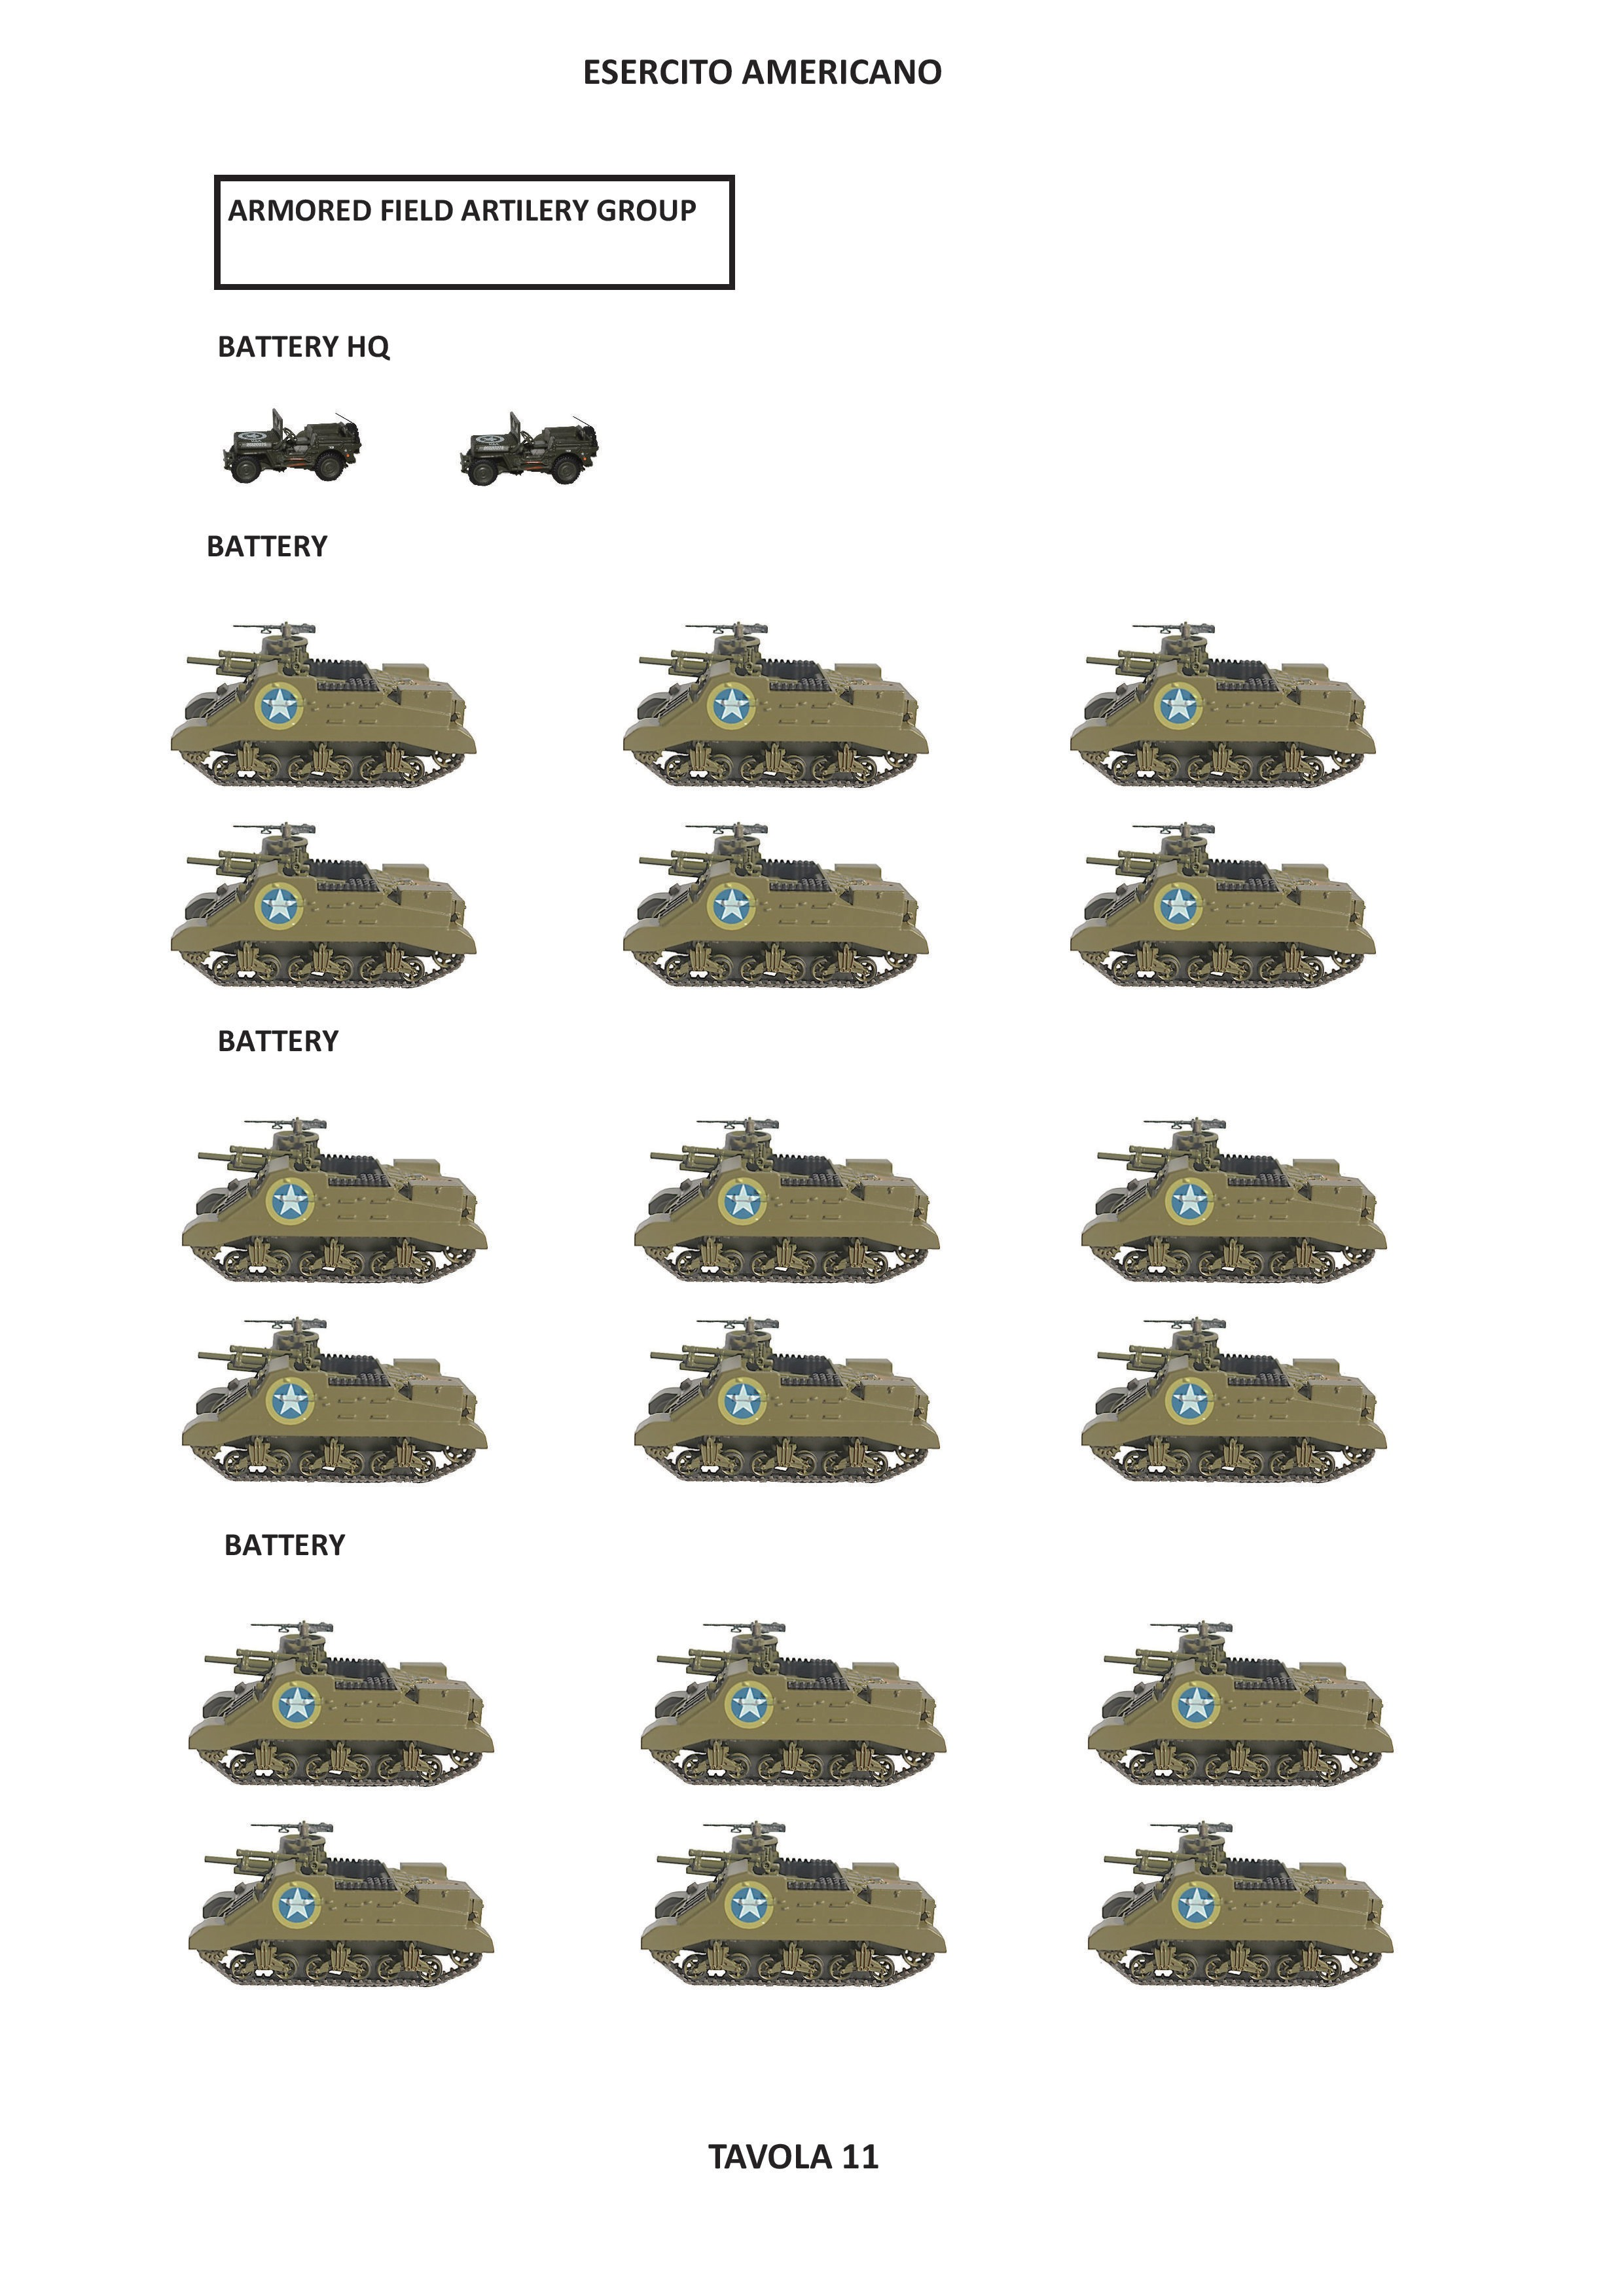 ESERCITO AMERICANO
ARMORED FIELD ARTILERY GROUP
BATTERY HQ
BATTERY
BATTERY
BATTERY
TAVOLA 11